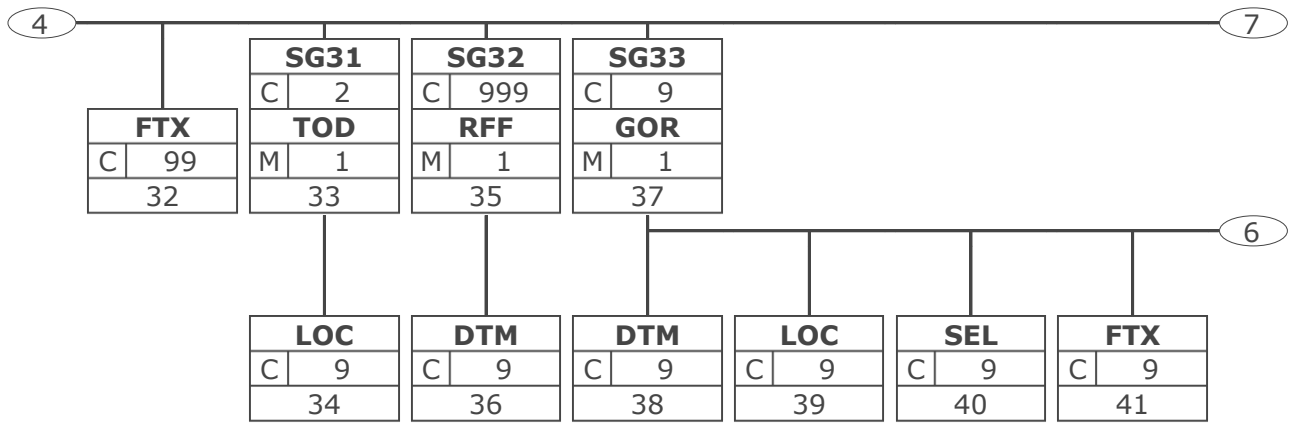 4
7
SG31
SG32
SG33
C 2
C 999
C 9
FTX
TOD
RFF
GOR
C 99
M 1
M 1
M 1
32
33
35
37
6
LOC
DTM
DTM
LOC
SEL
FTX
C 9
C 9
C 9
C 9
C 9
C 9
34
36
38
39
40
41